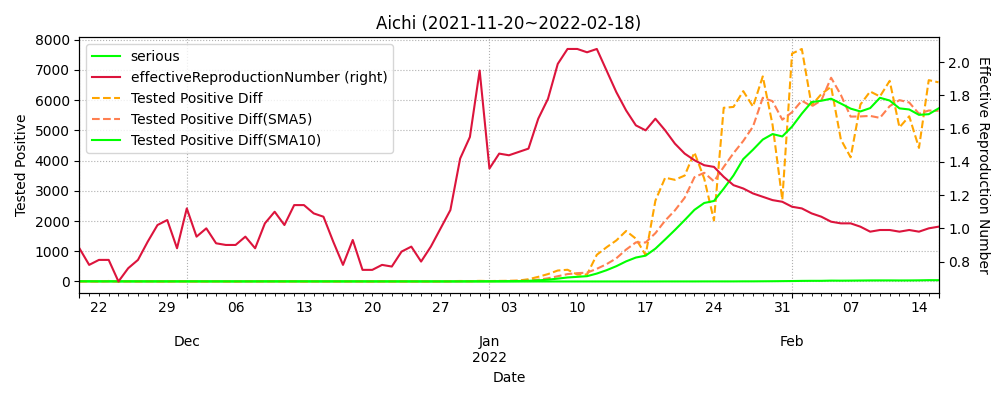 Aichi (2021-11-20~2022-02-18)
serious
effectiveReproductionNumber (right)
Tested Positive Diff
Tested Positive Diff(SMA5)
Tested Positive Diff(SMA10)
Tested Positive
8000
7000
6000
5000
4000
3000
2000
1000
0
Effective Reproduction Number
2.0
1.8
1.6
1.4
1.2
1.0
0.8
22 29 06 13 20 27 03 10 17 24 31 07 14
Dec Jan Feb
2022
Date